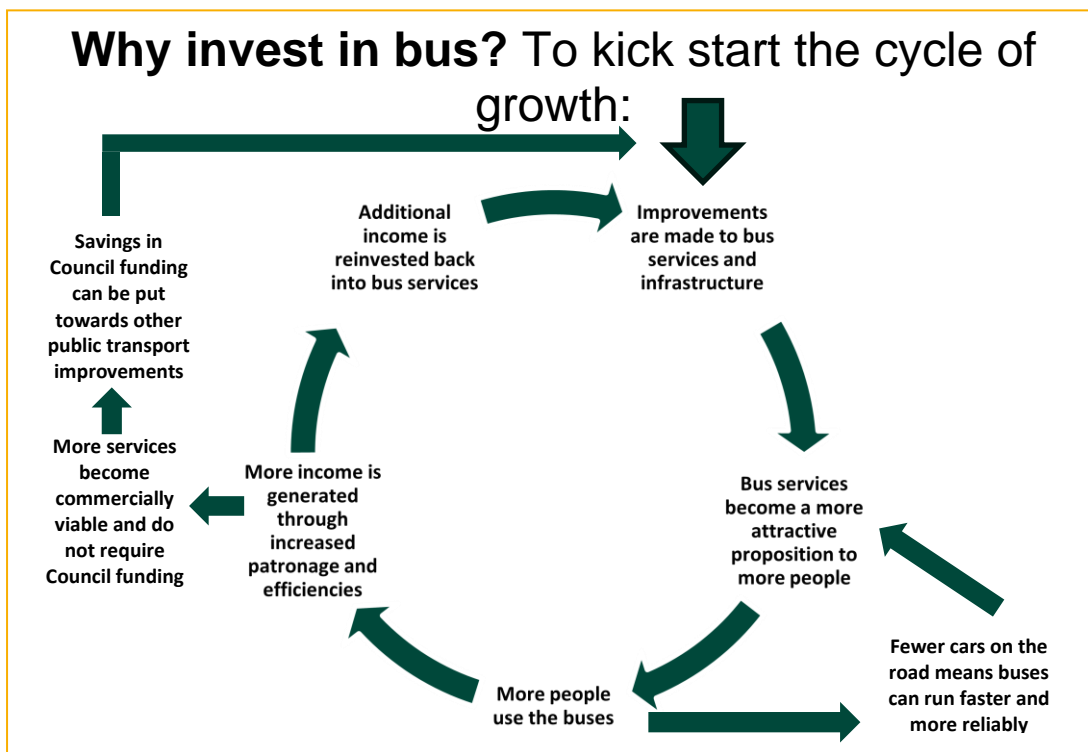 Why invest in bus? To kick start the cycle of
growth:
Improvements
are made to bus
services and
infrastructure
Bus services
become a more
attractive
proposition to
more people
Fewer cars on the
road means buses
can run faster and
more reliably
More people
use the buses
More income is
generated
through
increased
patronage and
efficiencies
Additional
income is
reinvested back
into bus services
More services
become
commercially
viable and do
not require
Council funding
Savings in
Council funding
can be put
towards other
public transport
improvements